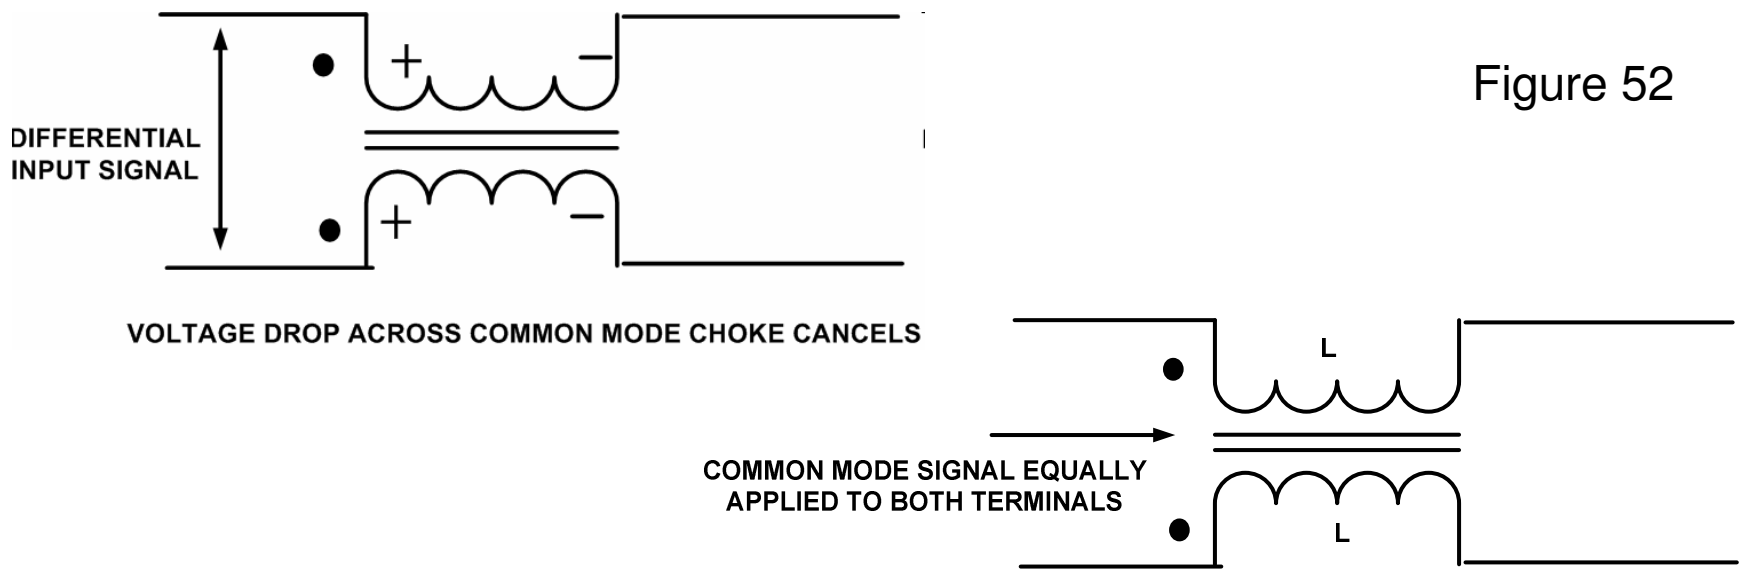 Figure 52
+ −
DIFFERENTIAL
INPUT SIGNAL
+ −
VOLTAGE DROP ACROSS COMMON MODE CHOKE CANCELS
L
COMMON MODE SIGNAL EQUALLY
APPLIED TO BOTH TERMINALS
L